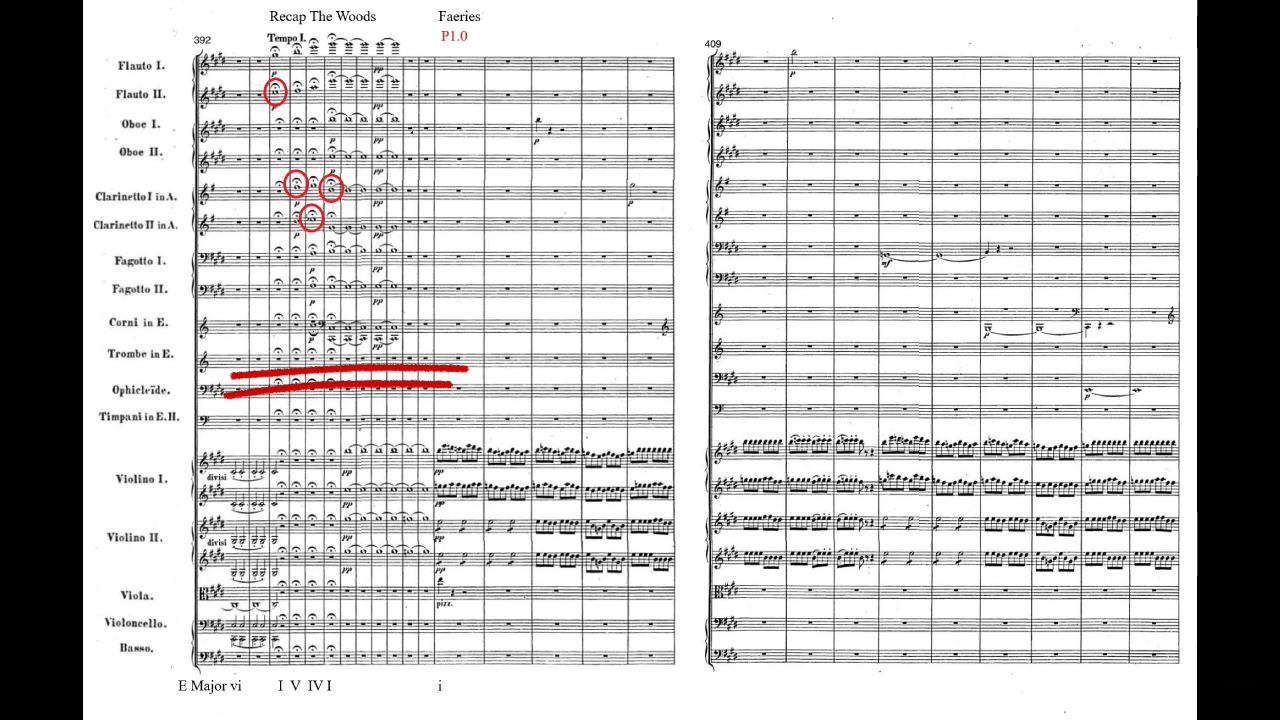 Recap The Woods Faeries
P1.0
392 Tempo I. 409
Flauto I.
Flauto II.
Oboe I.
Oboe II.
Clarinetto I in A.
Clarinetto II in A.
Fagotto I.
Fagotto II.
Corni in E.
Trombe in E.
Ophicleïde.
Timpani in E.H.
divisi
Violino I.
divisi
Violino II.
Viola.
pizz.
Violoncello.
Basso.
E Major vi I V IV I i